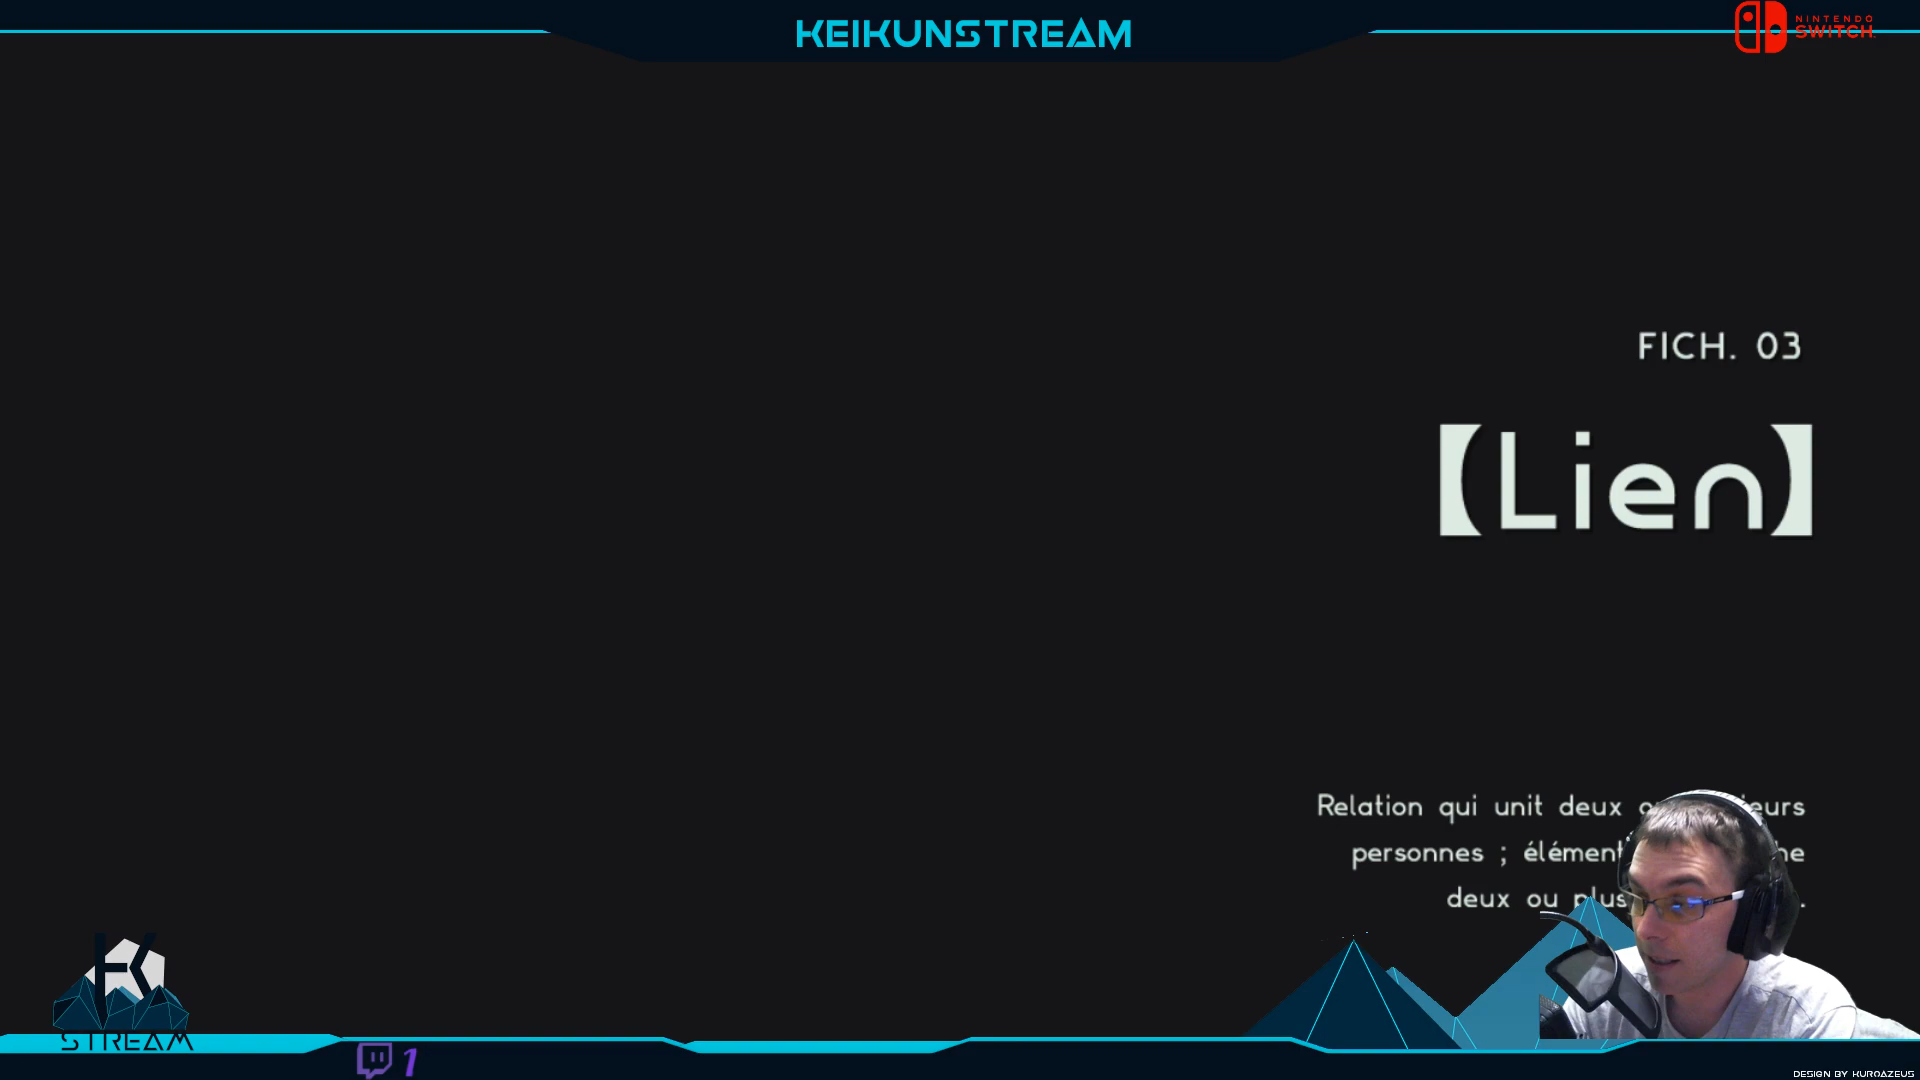 KEIKUNSTREAM
NINTENDO
SWITCH
FICH. 03
【Lien】
Relation qui unit deux
personnes ; élément
deux ou
HK
STREAM
1
DESIGN BY KUROAZEUS